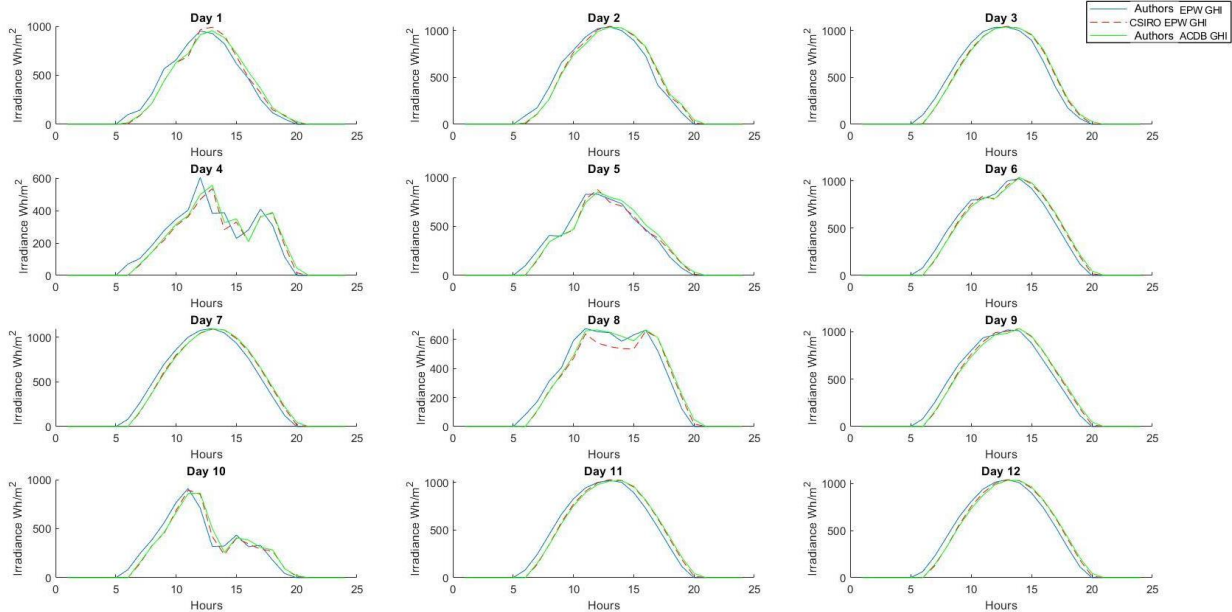 Day 1
Day 2
Day 3
Authors EPW GHI
CSIRO EPW GHI
Authors ACDB GHI
Irradiance Wh/m²
1000
500
0
0 5 10 15 20 25
Hours
Irradiance Wh/m²
1000
500
0
0 5 10 15 20 25
Hours
Irradiance Wh/m²
1000
500
0
0 5 10 15 20 25
Hours
Day 4
Day 5
Day 6
Irradiance Wh/m²
600
400
200
0
0 5 10 15 20 25
Hours
Irradiance Wh/m²
1000
500
0
0 5 10 15 20 25
Hours
Irradiance Wh/m²
1000
500
0
0 5 10 15 20 25
Hours
Day 7
Day 8
Day 9
Irradiance Wh/m²
1000
500
0
0 5 10 15 20 25
Hours
Irradiance Wh/m²
600
400
200
0
0 5 10 15 20 25
Hours
Irradiance Wh/m²
1000
500
0
0 5 10 15 20 25
Hours
Day 10
Day 11
Day 12
Irradiance Wh/m²
1000
500
0
0 5 10 15 20 25
Hours
Irradiance Wh/m²
1000
500
0
0 5 10 15 20 25
Hours
Irradiance Wh/m²
1000
500
0
0 5 10 15 20 25
Hours